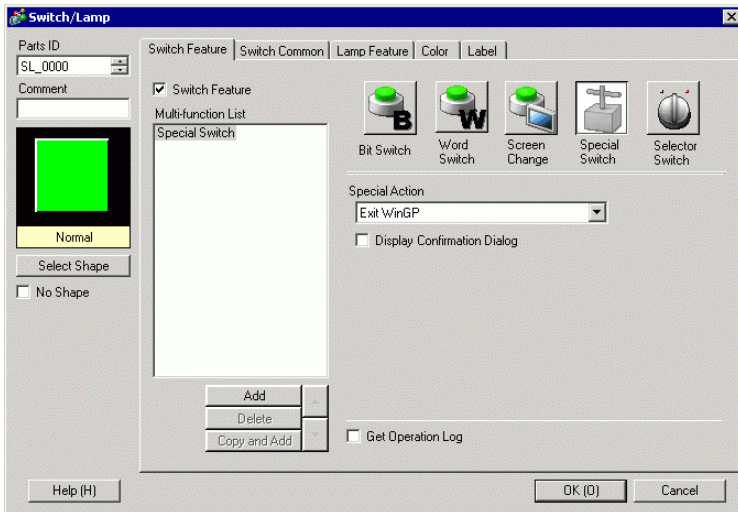 Switch/Lamp
Parts ID
SL_0000
Comment
Normal
Select Shape
No Shape
Switch Feature
Switch Common
Lamp Feature
Color
Label
Switch Feature
Multi-function List
Special Switch
Add
Delete
Copy and Add
B
Bit Switch
W
Word
Switch
Screen
Change
Special
Switch
Selector
Switch
Special Action
Exit WinGP
Display Confirmation Dialog
Get Operation Log
Help (H)
OK (O)
Cancel